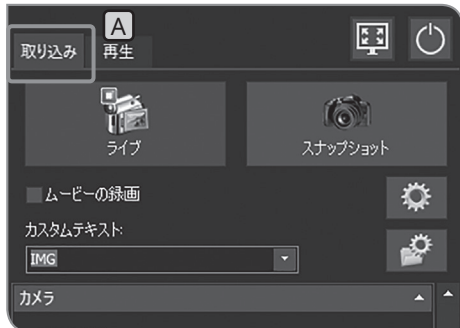 A
取り込み 再生
ライブ スナップショット
ムービーの録画
カスタムテキスト:
IMG
カメラ